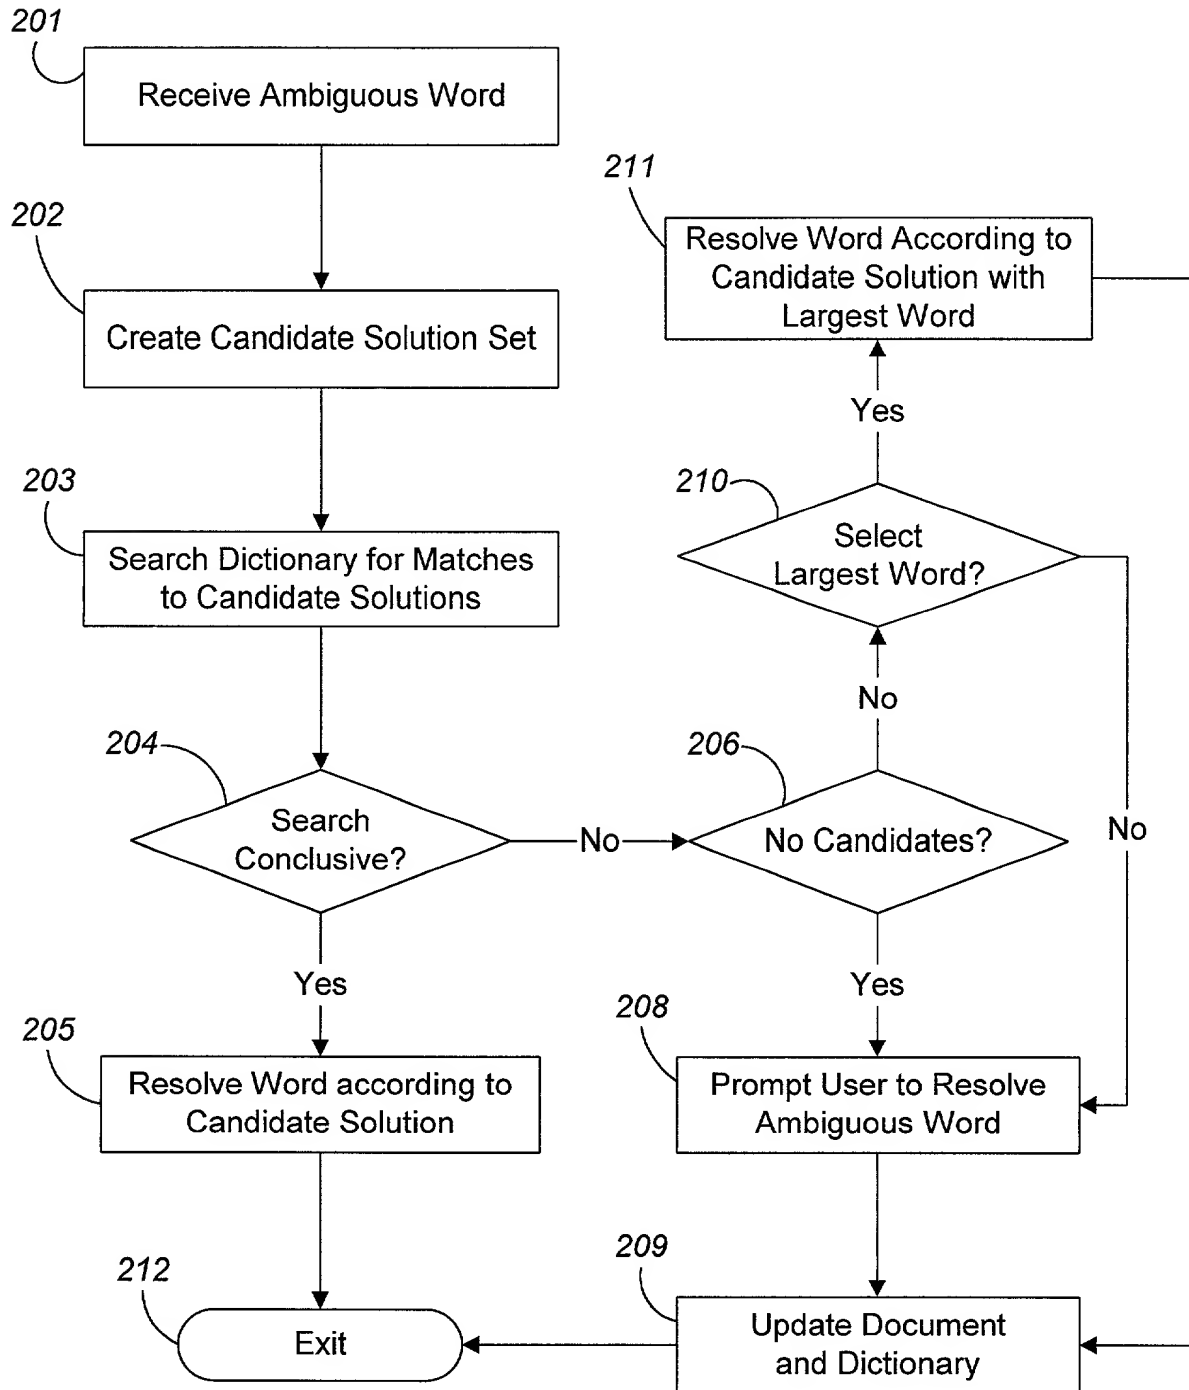 201
Receive Ambiguous Word
202
Create Candidate Solution Set
203
Search Dictionary for Matches
to Candidate Solutions
204
Search
Conclusive?
No
Yes
205
Resolve Word according to
Candidate Solution
212
Exit
211
Resolve Word According to
Candidate Solution with
Largest Word
Yes
210
Select
Largest Word?
No
No
206
No Candidates?
Yes
208
Prompt User to Resolve
Ambiguous Word
209
Update Document
and Dictionary